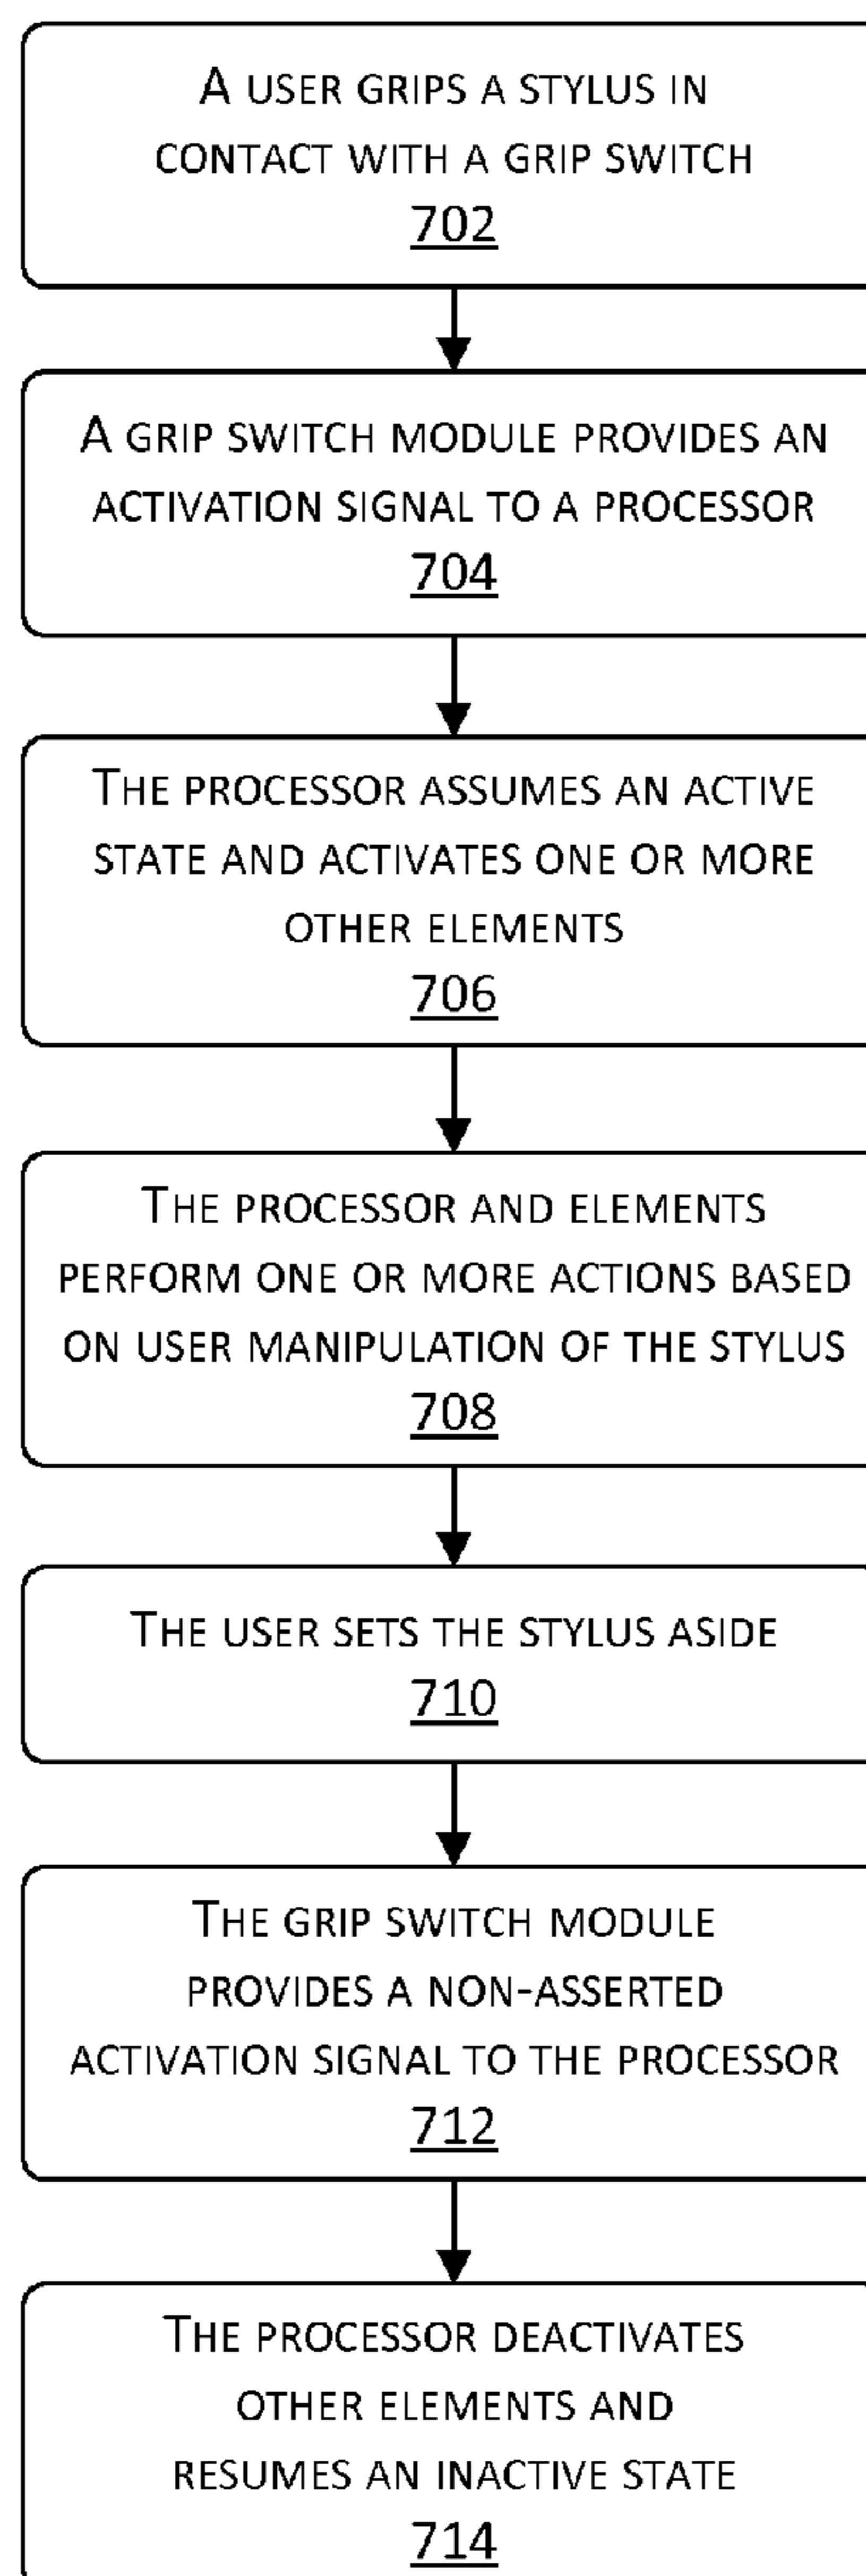 A USER GRIPS A STYLUS IN
CONTACT WITH A GRIP SWITCH
702
A GRIP SWITCH MODULE PROVIDES AN
ACTIVATION SIGNAL TO A PROCESSOR
704
THE PROCESSOR ASSUMES AN ACTIVE
STATE AND ACTIVATES ONE OR MORE
OTHER ELEMENTS
706
THE PROCESSOR AND ELEMENTS
PERFORM ONE OR MORE ACTIONS BASED
ON USER MANIPULATION OF THE STYLUS
708
THE USER SETS THE STYLUS ASIDE
710
THE GRIP SWITCH MODULE
PROVIDES A NON-ASSERTED
ACTIVATION SIGNAL TO THE PROCESSOR
712
THE PROCESSOR DEACTIVATES
OTHER ELEMENTS AND
RESUMES AN INACTIVE STATE
714